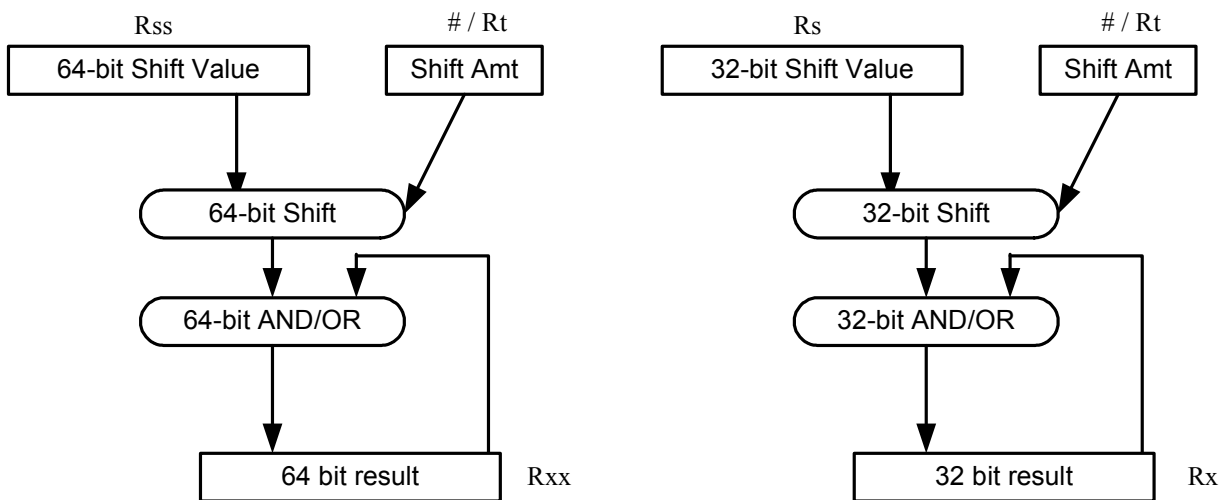 Rss
# / Rt
64-bit Shift Value
Shift Amt
64-bit Shift
64-bit AND/OR
64 bit result
Rxx
Rs
# / Rt
32-bit Shift Value
Shift Amt
32-bit Shift
32-bit AND/OR
32 bit result
Rx